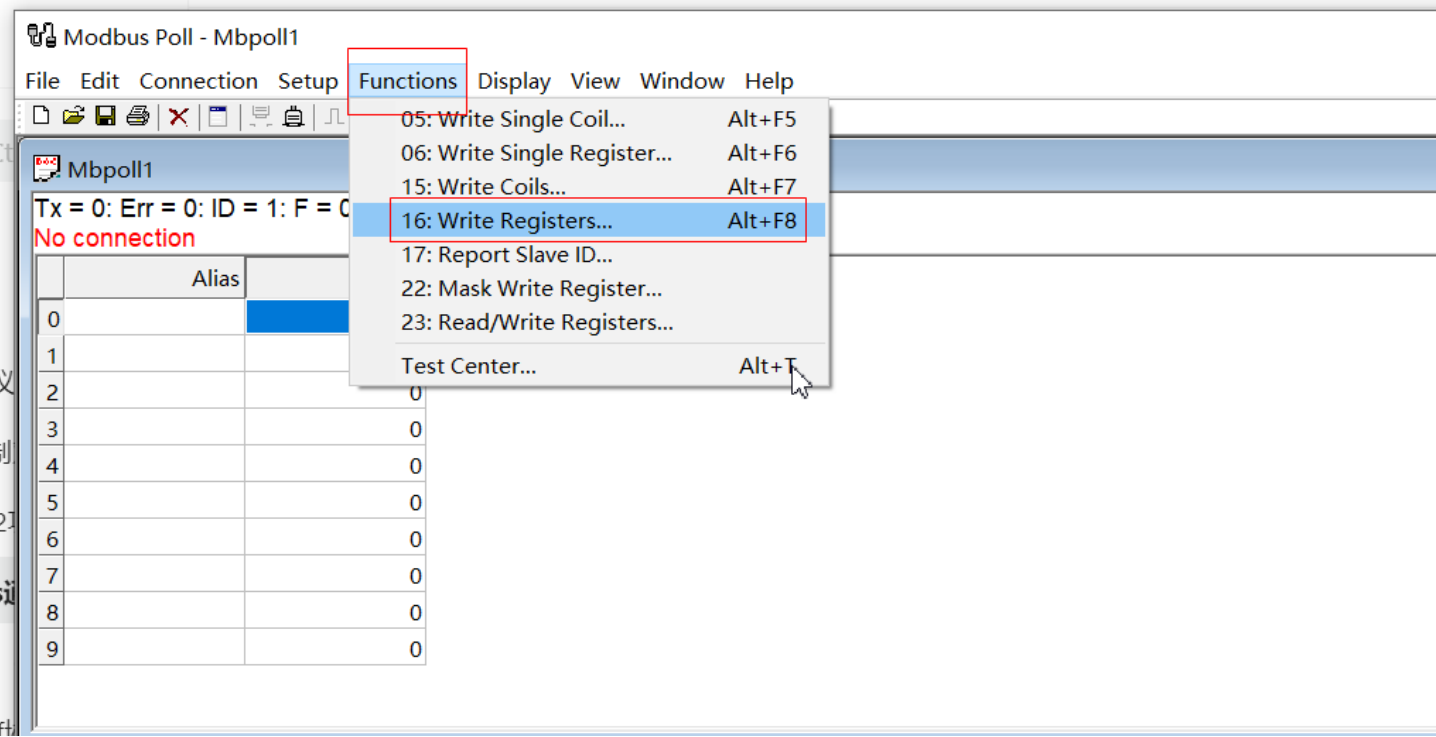 Modbus Poll - Mbpoll1
File Edit Connection Setup Functions Display View Window Help
05: Write Single Coil... Alt+F5
06: Write Single Register... Alt+F6
15: Write Coils... Alt+F7
16: Write Registers... Alt+F8
17: Report Slave ID...
22: Mask Write Register...
23: Read/Write Registers...
Test Center... Alt+T
Mbpoll1
Tx = 0: Err = 0: ID = 1: F = 0
No connection
Alias
0
1
2 0
3 0
4 0
5 0
6 0
7 0
8 0
9 0